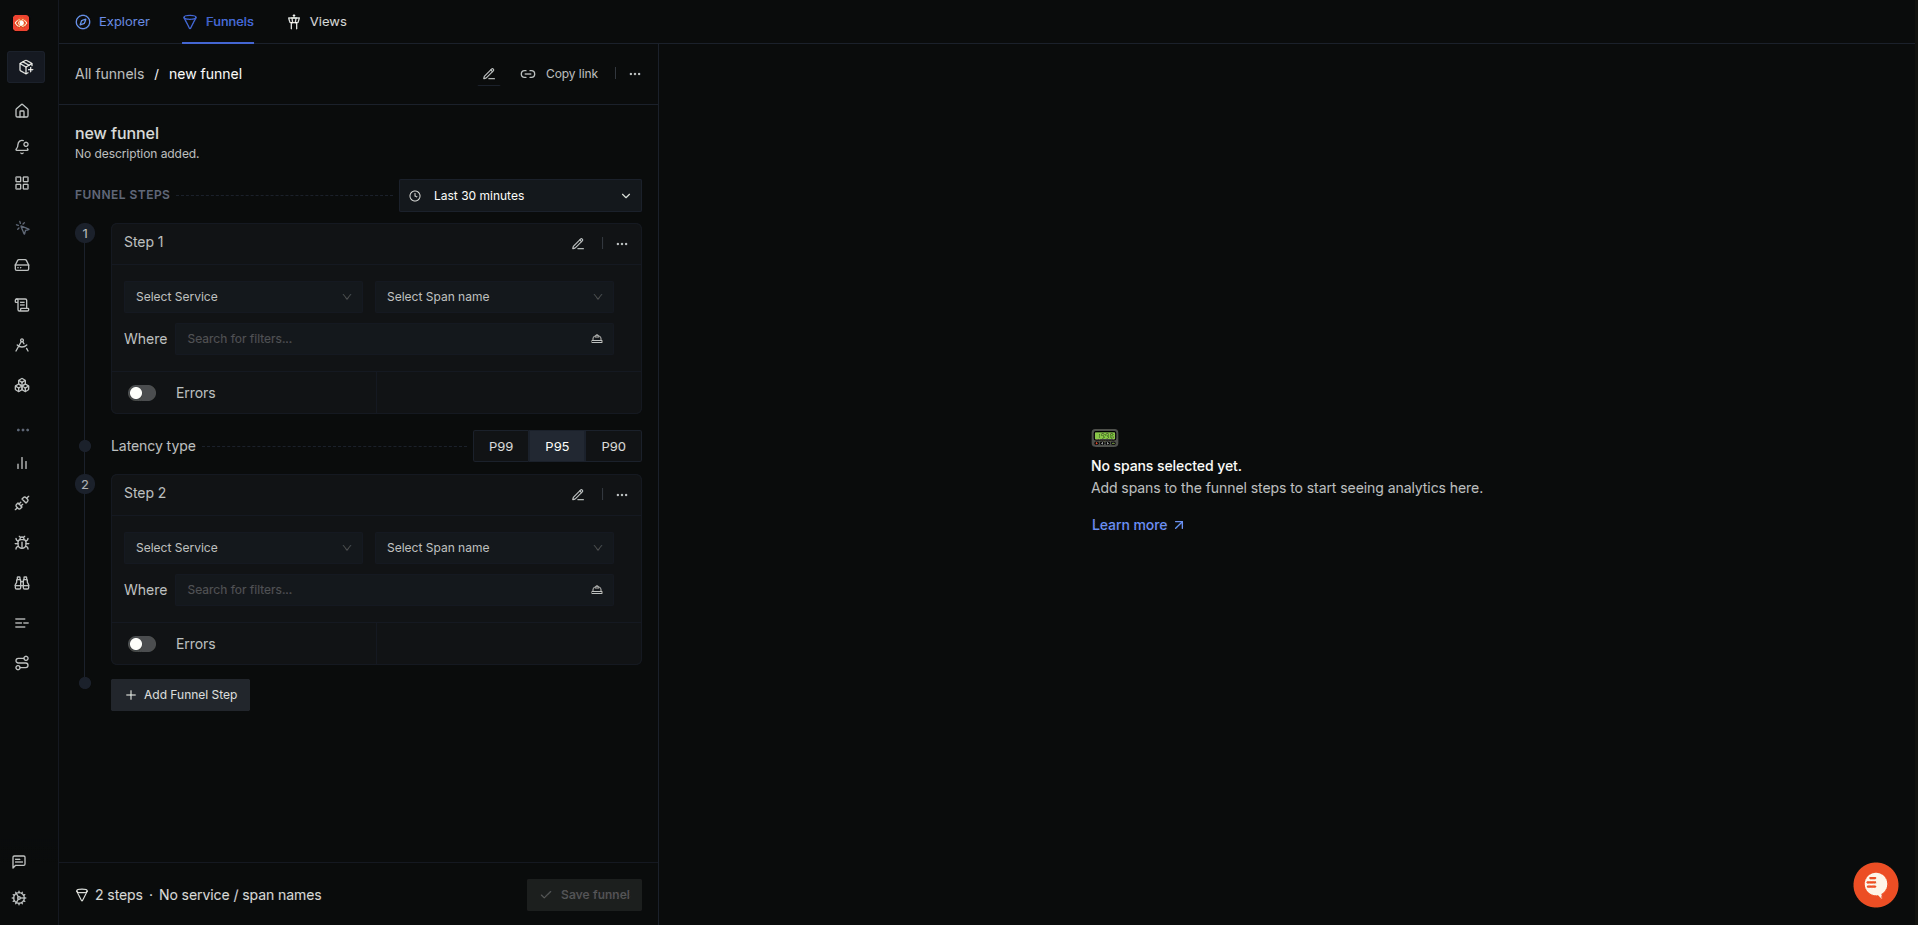 Explorer
Funnels
Views
All funnels / new funnel
Copy link
new funnel
No description added.
FUNNEL STEPS
Last 30 minutes
1
Step 1
Select Service
Select Span name
Where
Search for filters...
Errors
Latency type
P99
P95
P90
2
Step 2
Select Service
Select Span name
Where
Search for filters...
Errors
Add Funnel Step
2 steps · No service / span names
Save funnel
No spans selected yet.
Add spans to the funnel steps to start seeing analytics here.
Learn more